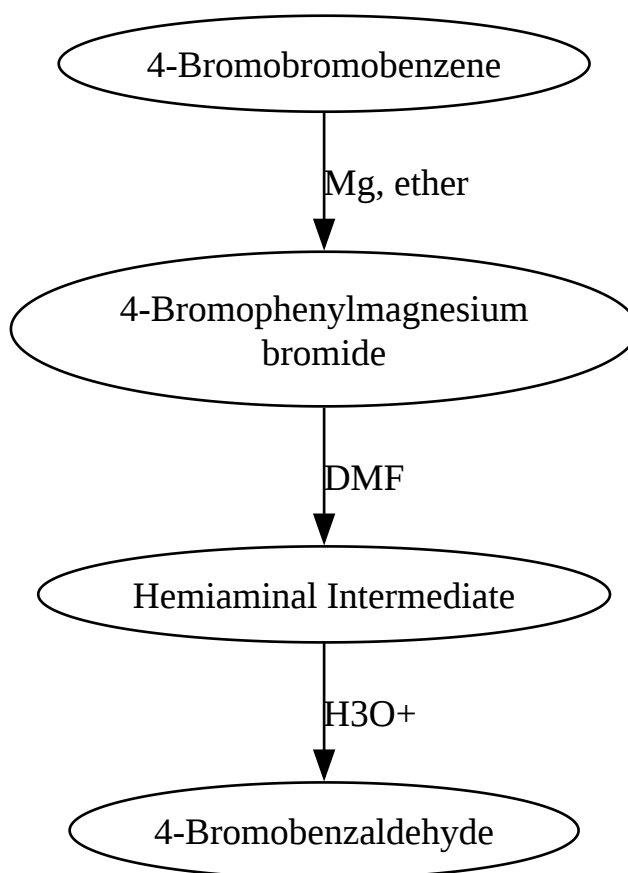 4-Bromobromobenzene
Mg, ether
4-Bromophenylmagnesium
bromide
DMF
Hemiaminal Intermediate
H3O+
4-Bromobenzaldehyde